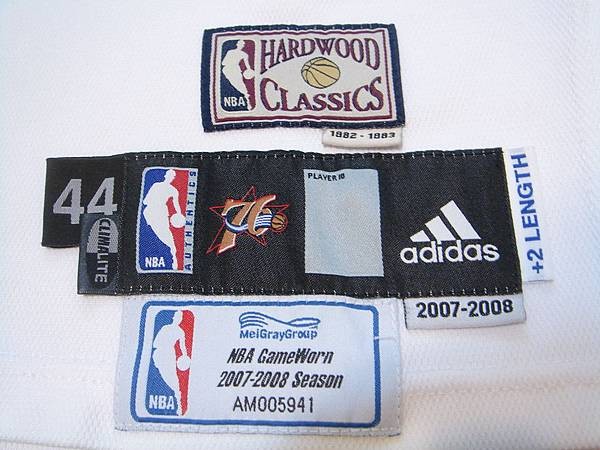 HARDWOOD
CLASSICS
NBA
1982 - 1983
44
CLIMALITE
NBA
AUTHENTICS
76
PLAYER ID
adidas
+2 LENGTH
2007-2008
MeiGrayGroup
NBA GameWorn
2007-2008 Season
AM005941
NBA